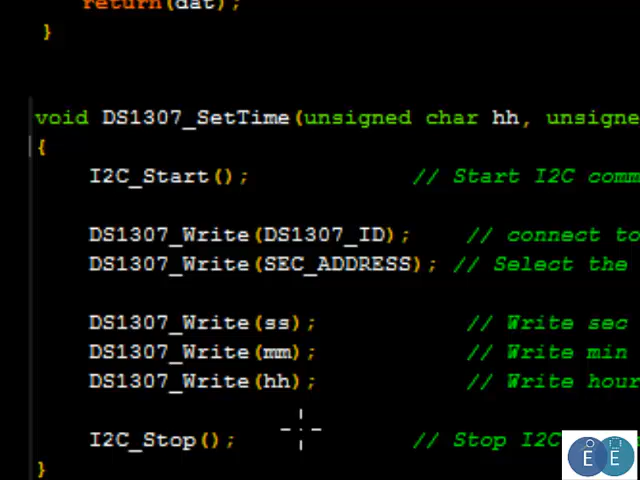 return(dat);
}
void DS1307_SetTime(unsigned char hh, unsigne
{
I2C_Start(); // Start I2C comm
DS1307_Write(DS1307_ID); // connect to
DS1307_Write(SEC_ADDRESS); // Select the
DS1307_Write(ss); // Write sec
DS1307_Write(mm); // Write min
DS1307_Write(hh); // Write hour
I2C_Stop(); // Stop I2C
}
E E